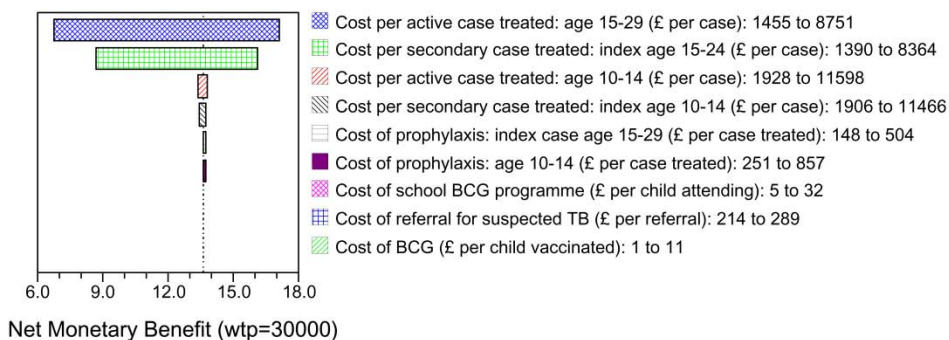 Cost per active case treated: age 15-29 (£ per case): 1455 to 8751
Cost per secondary case treated: index age 15-24 (£ per case): 1390 to 8364
Cost per active case treated: age 10-14 (£ per case): 1928 to 11598
Cost per secondary case treated: index age 10-14 (£ per case): 1906 to 11466
Cost of prophylaxis: index case age 15-29 (£ per case treated): 148 to 504
Cost of prophylaxis: age 10-14 (£ per case treated): 251 to 857
Cost of school BCG programme (£ per child attending): 5 to 32
Cost of referral for suspected TB (£ per referral): 214 to 289
Cost of BCG (£ per child vaccinated): 1 to 11
6.0 9.0 12.0 15.0 18.0
Net Monetary Benefit (wtp=30000)